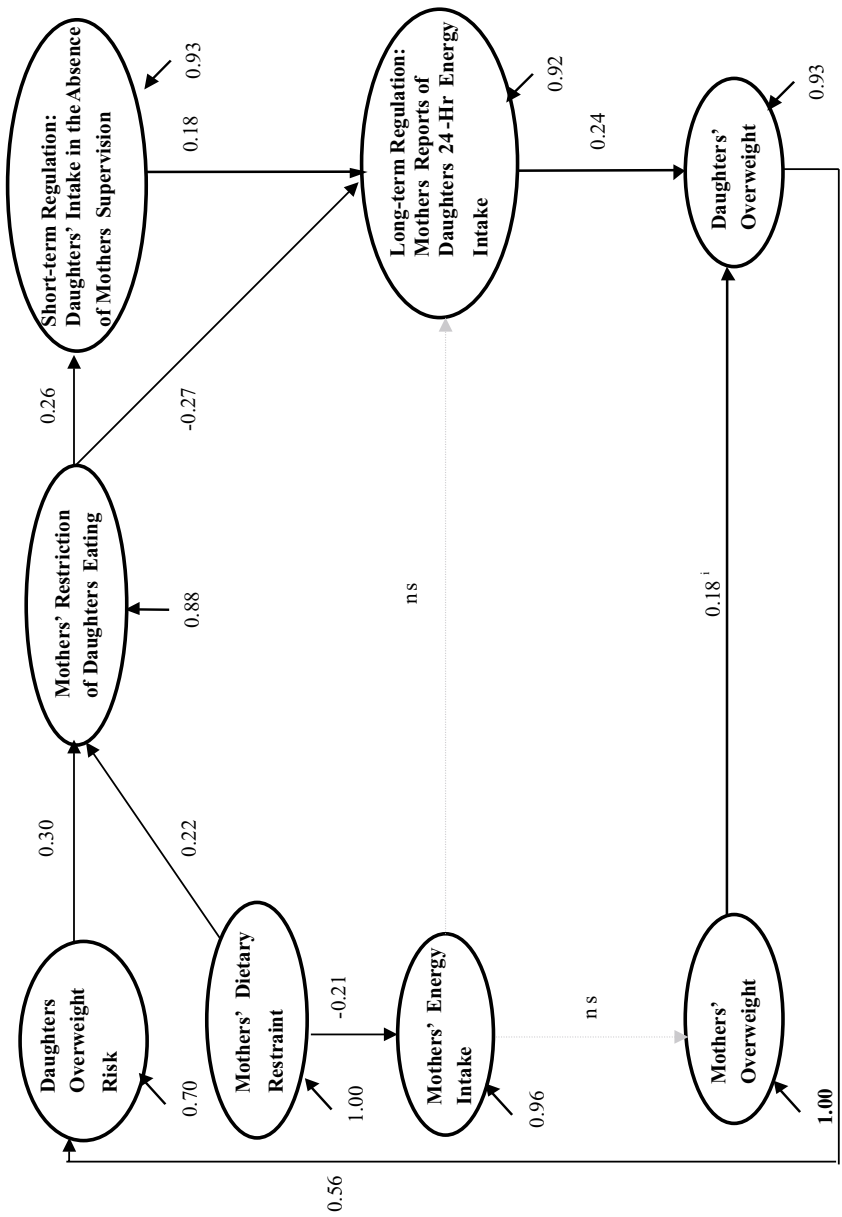 Daughters
Overweight
Risk
0.70
0.30
Mothers' Restriction
of Daughters Eating
0.88
0.26
Short-term Regulation:
Daughters' Intake in the Absence
of Mothers Supervision
0.93
0.18
-0.27
0.22
Mothers' Dietary
Restraint
1.00
-0.21
Mothers' Energy
Intake
0.96
ns
Long-term Regulation:
Mothers Reports of
Daughters 24-Hr Energy
Intake
0.92
0.24
ns
Mothers'
Overweight
1.00
0.18 i
Daughters'
Overweight
0.93
0.56